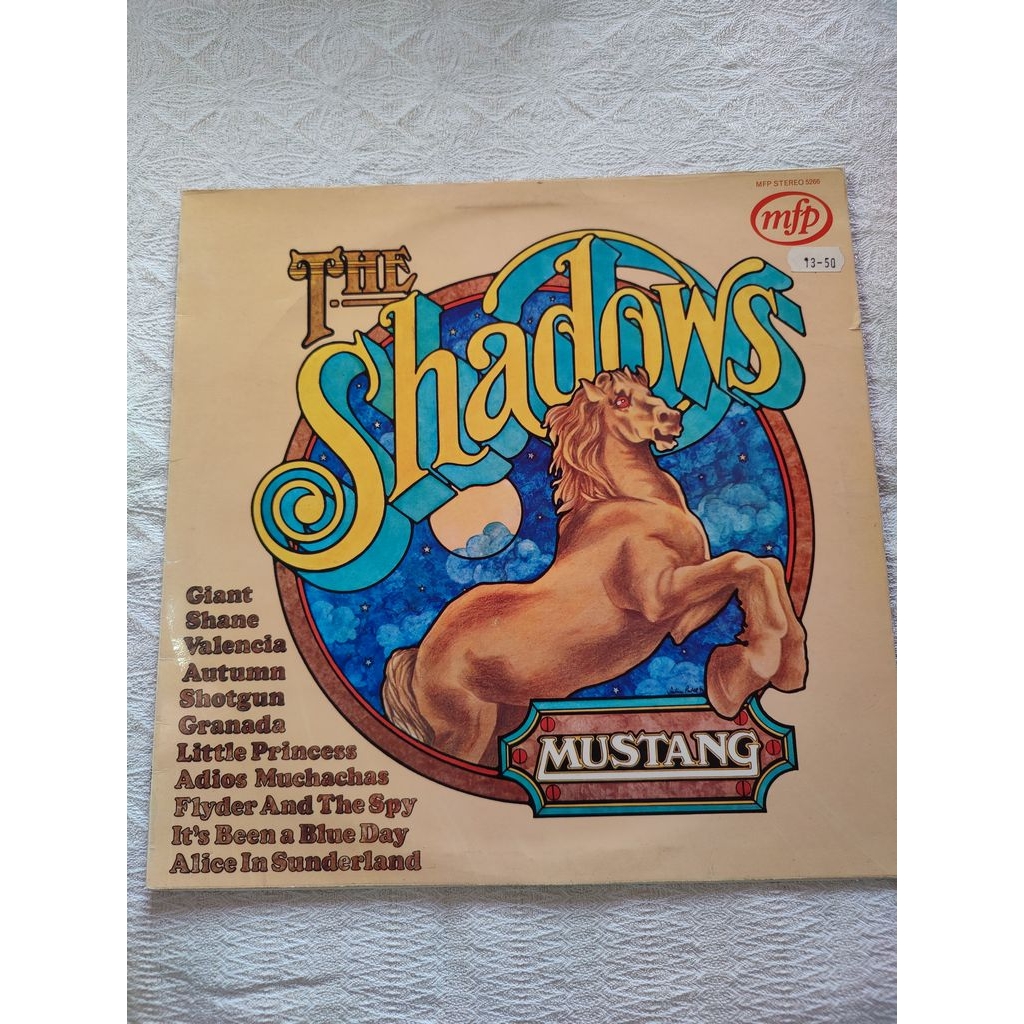 MFP STEREO 5266
mfp
13-50
THE
Shadows
MUSTANG
Giant
Shane
Valencia
Autumn
Shotgun
Granada
Little Princess
Adios Muchachas
Flyder And The Spy
It's Been a Blue Day
Alice In Sunderland